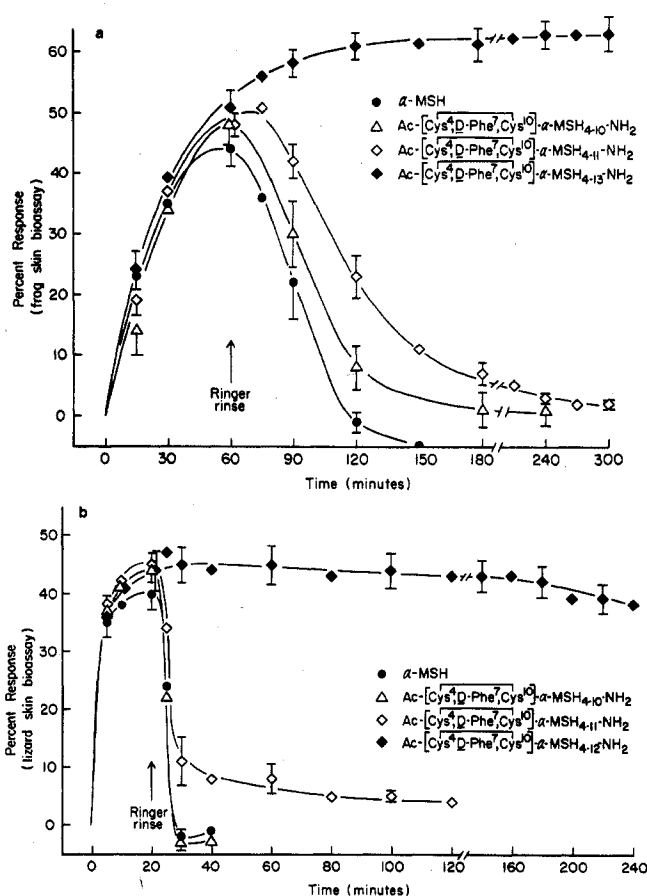 a
60
50
40
30
20
10
0
Percent Response
(frog skin bioassay)
α-MSH
Ac-[Cys⁴,D-Phe⁷,Cys¹⁰]-α-MSH₄₋₁₀-NH₂
Ac-[Cys⁴,D-Phe⁷,Cys¹⁰]-α-MSH₄₋₁₁-NH₂
Ac-[Cys⁴,D-Phe⁷,Cys¹⁰]-α-MSH₄₋₁₃-NH₂
Ringer
rinse
0 30 60 90 120 150 180 240 300
Time (minutes)
b
50
40
30
20
10
0
Percent Response
(lizard skin bioassay)
α-MSH
Ac-[Cys⁴,D-Phe⁷,Cys¹⁰]-α-MSH₄₋₁₀-NH₂
Ac-[Cys⁴,D-Phe⁷,Cys¹⁰]-α-MSH₄₋₁₁-NH₂
Ac-[Cys⁴,D-Phe⁷,Cys¹⁰]-α-MSH₄₋₁₂-NH₂
Ringer
rinse
0 20 40 60 80 100 120 160 180 200 220 240
Time (minutes)